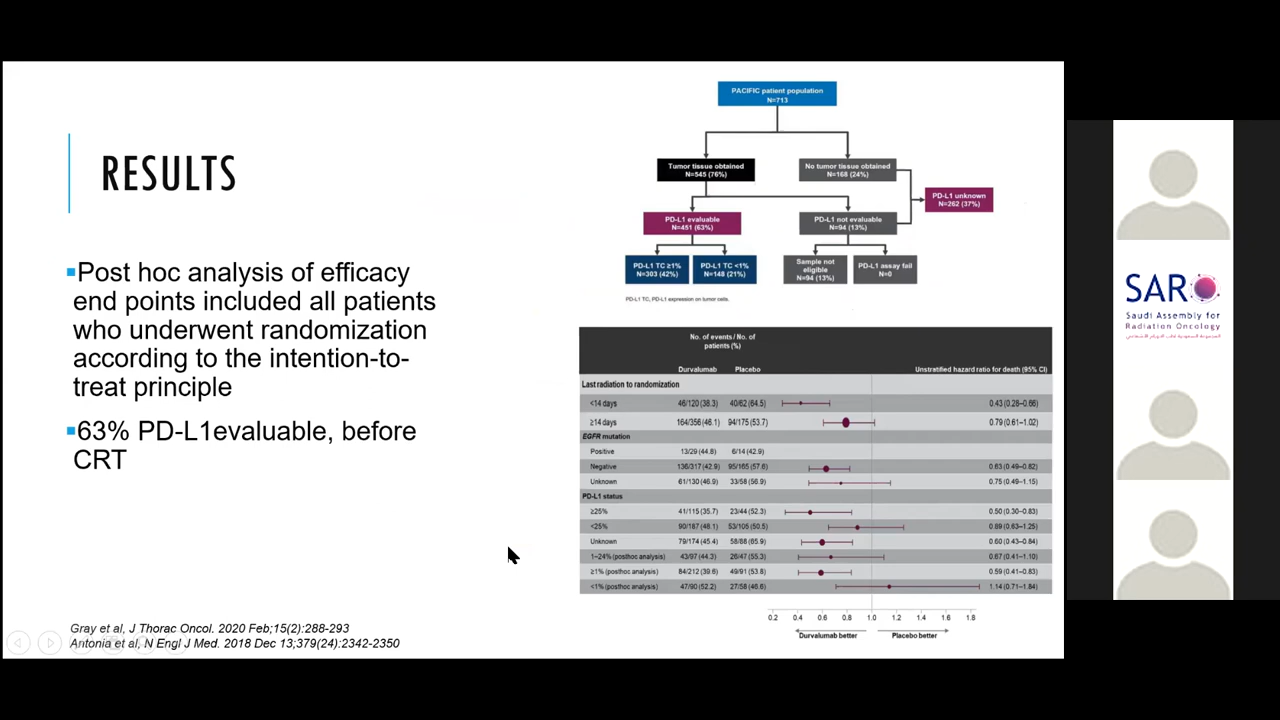 RESULTS
▪Post hoc analysis of efficacy
end points included all patients
who underwent randomization
according to the intention-to-
treat principle
▪63% PD-L1evaluable, before
CRT
Gray et al, J Thorac Oncol. 2020 Feb;15(2):288-293
Antonia et al, N Engl J Med. 2018 Dec 13;379(24):2342-2350
PACIFIC patient population
N=713
Tumor tissue obtained
N=545 (76%)
No tumor tissue obtained
N=168 (24%)
PD-L1 unknown
N=262 (37%)
PD-L1 evaluable
N=451 (63%)
PD-L1 not evaluable
N=94 (13%)
PD-L1 TC ≥1%
N=303 (42%)
PD-L1 TC <1%
N=148 (21%)
Sample not
eligible
N=94 (13%)
PD-L1 assay fail
N=0
PD-L1 TC, PD-L1 expression on tumor cells.
No. of events / No. of
patients (%)
Durvalumab Placebo Unstratified hazard ratio for death (95% CI)
Last radiation to randomization
<14 days 46/120 (38.3) 40/62 (64.5) 0.43 (0.28–0.66)
≥14 days 164/356 (46.1) 94/175 (53.7) 0.79 (0.61–1.02)
EGFR mutation
Positive 13/29 (44.8) 6/14 (42.9)
Negative 136/317 (42.9) 95/165 (57.6) 0.63 (0.49–0.82)
Unknown 61/130 (46.9) 33/58 (56.9) 0.75 (0.49–1.15)
PD-L1 status
≥25% 41/115 (35.7) 23/44 (52.3) 0.50 (0.30–0.83)
<25% 90/187 (48.1) 53/105 (50.5) 0.89 (0.63–1.25)
Unknown 79/174 (45.4) 58/88 (65.9) 0.60 (0.43–0.84)
1–24% (posthoc analysis) 43/97 (44.3) 26/47 (55.3) 0.67 (0.41–1.10)
≥1% (posthoc analysis) 84/212 (39.6) 49/91 (53.8) 0.59 (0.41–0.83)
<1% (posthoc analysis) 47/90 (52.2) 27/58 (46.6) 1.14 (0.71–1.84)
0.2 0.4 0.6 0.8 1.0 1.2 1.4 1.6 1.8
Durvalumab better Placebo better
SARO
Saudi Assembly for
Radiation Oncology